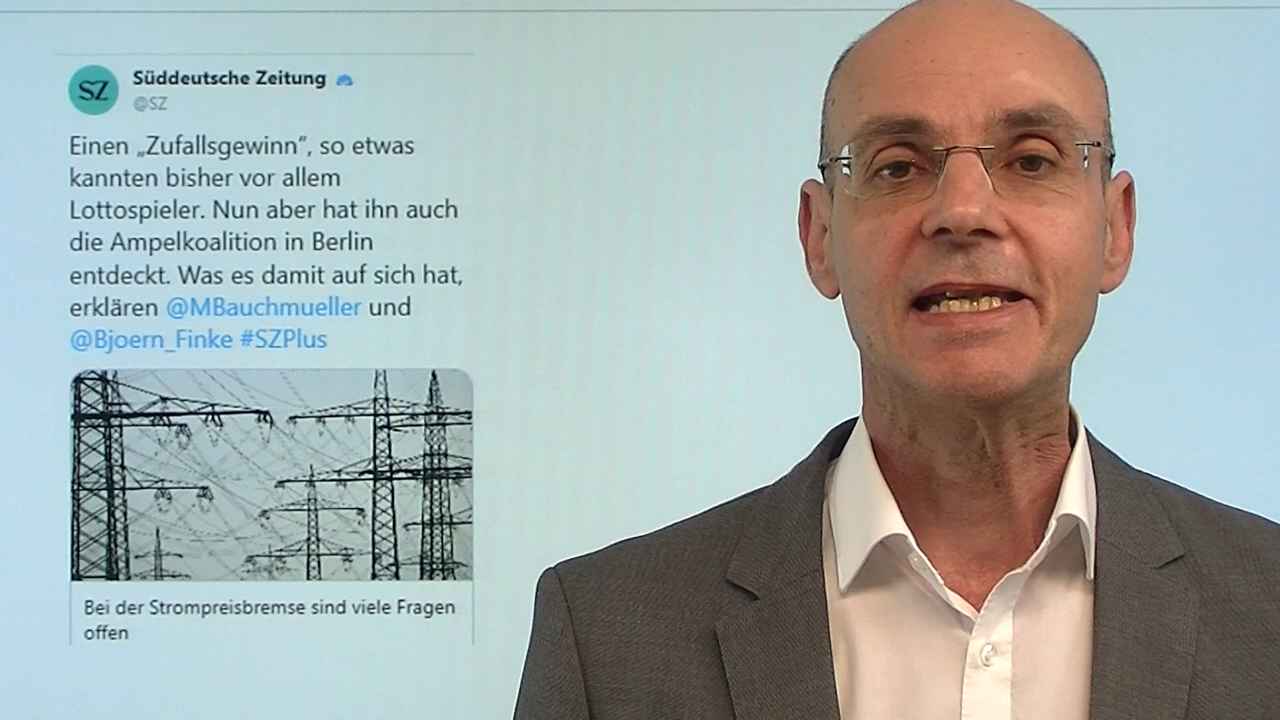 SZ
Süddeutsche Zeitung
@SZ
Einen „Zufallsgewinn“, so etwas
kannten bisher vor allem
Lottospieler. Nun aber hat ihn auch
die Ampelkoalition in Berlin
entdeckt. Was es damit auf sich hat,
erklären @MBauchmueller und
@Bjoern_Finke #SZPlus
Bei der Strompreisbremse sind viele Fragen
offen